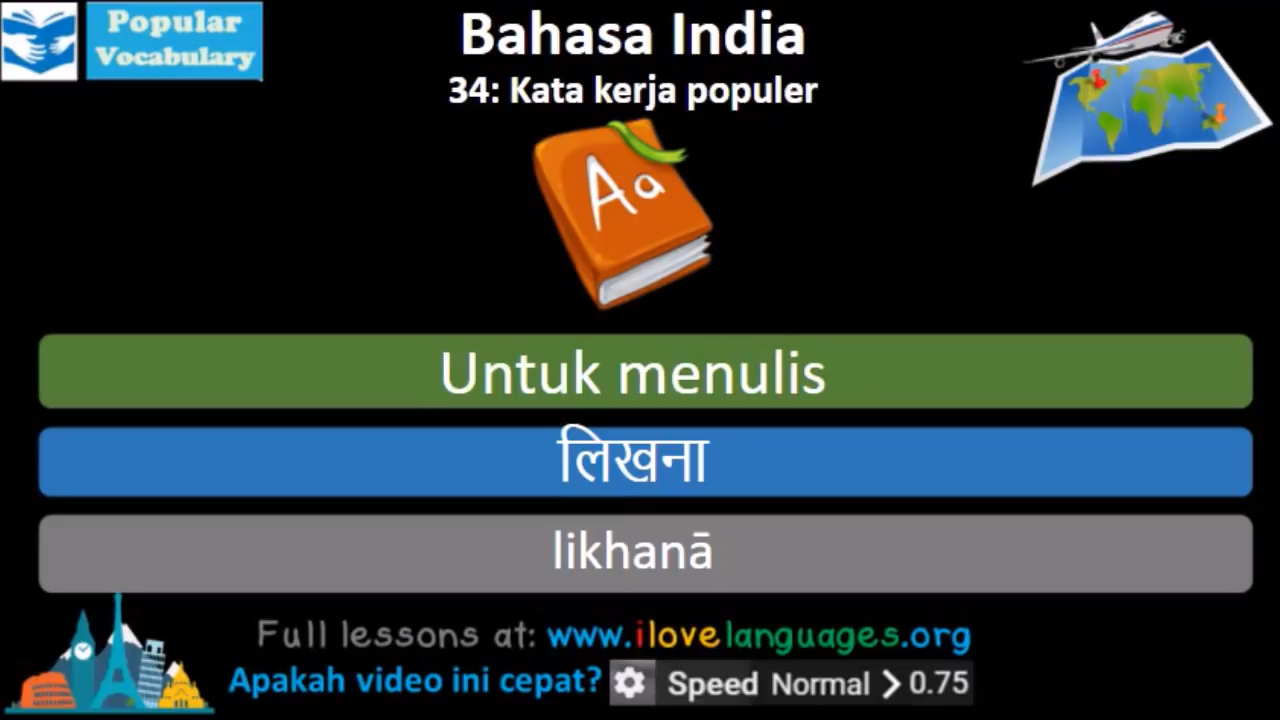 Popular
Vocabulary
Bahasa India
34: Kata kerja populer
Aa
Untuk menulis
लिखना
likhanā
Full lessons at: www.ilovelanguages.org
Apakah video ini cepat? Speed Normal > 0.75